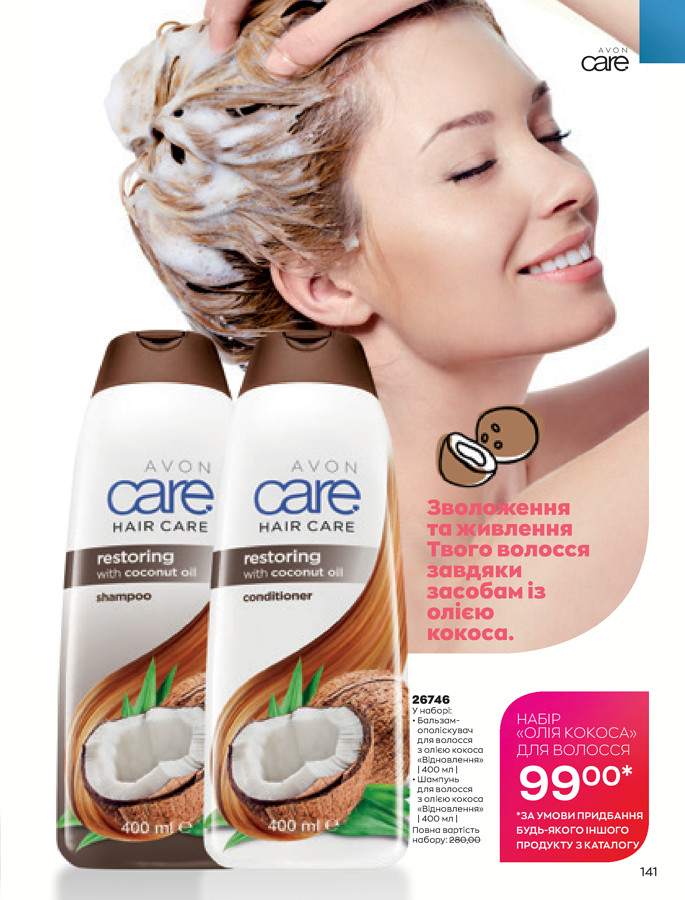 AVON
care
AVON
care
HAIR CARE
restoring
with coconut oil
shampoo
400 ml e
AVON
care
HAIR CARE
restoring
with coconut oil
conditioner
400 ml e
Зволоження
та живлення
Твого волосся
завдяки
засобам із
олією
кокоса.
26746
У наборі:
• Бальзам-
ополіскувач
для волосся
з олією кокоса
«Відновлення»
| 400 мл |
• Шампунь
для волосся
з олією кокоса
«Відновлення»
| 400 мл |
Повна вартість
набору: 280,00
НАБІР
«ОЛІЯ КОКОСА»
ДЛЯ ВОЛОССЯ
9900*
*ЗА УМОВИ ПРИДБАННЯ
БУДЬ-ЯКОГО ІНШОГО
ПРОДУКТУ З КАТАЛОГУ
141